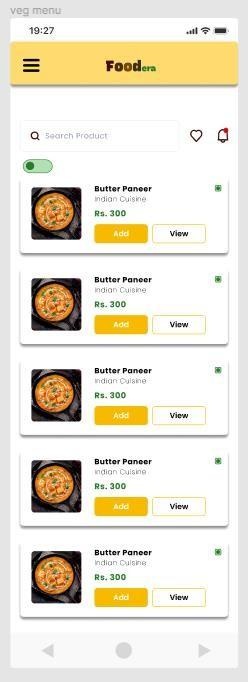 veg menu
19:27
Foodera
Search Product
Butter Paneer
Indian Cuisine
Rs. 300
Add
View
Butter Paneer
Indian Cuisine
Rs. 300
Add
View
Butter Paneer
Indian Cuisine
Rs. 300
Add
View
Butter Paneer
Indian Cuisine
Rs. 300
Add
View
Butter Paneer
Indian Cuisine
Rs. 300
Add
View